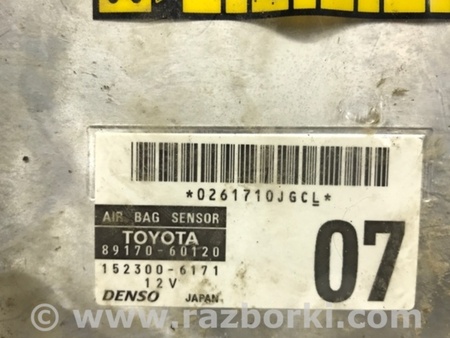 *0261710JGCL*
AIR BAG SENSOR
TOYOTA
89170-60120
07
152300-6171
12V
DENSO JAPAN
© www.razborki.com